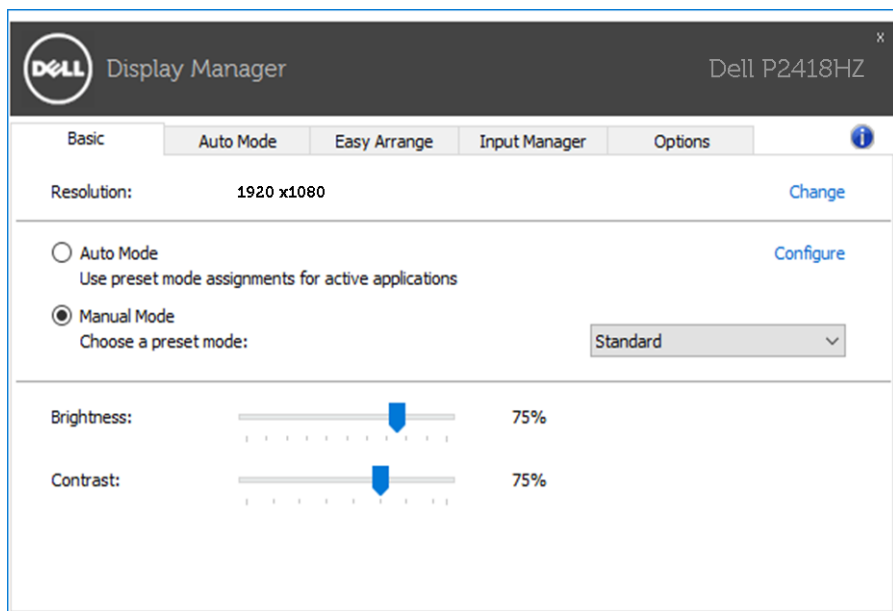 x
DELL Display Manager Dell P2418HZ
Basic Auto Mode Easy Arrange Input Manager Options i
Resolution: 1920 x1080 Change
Auto Mode Configure
Use preset mode assignments for active applications
Manual Mode
Choose a preset mode: Standard
Brightness: 75%
Contrast: 75%